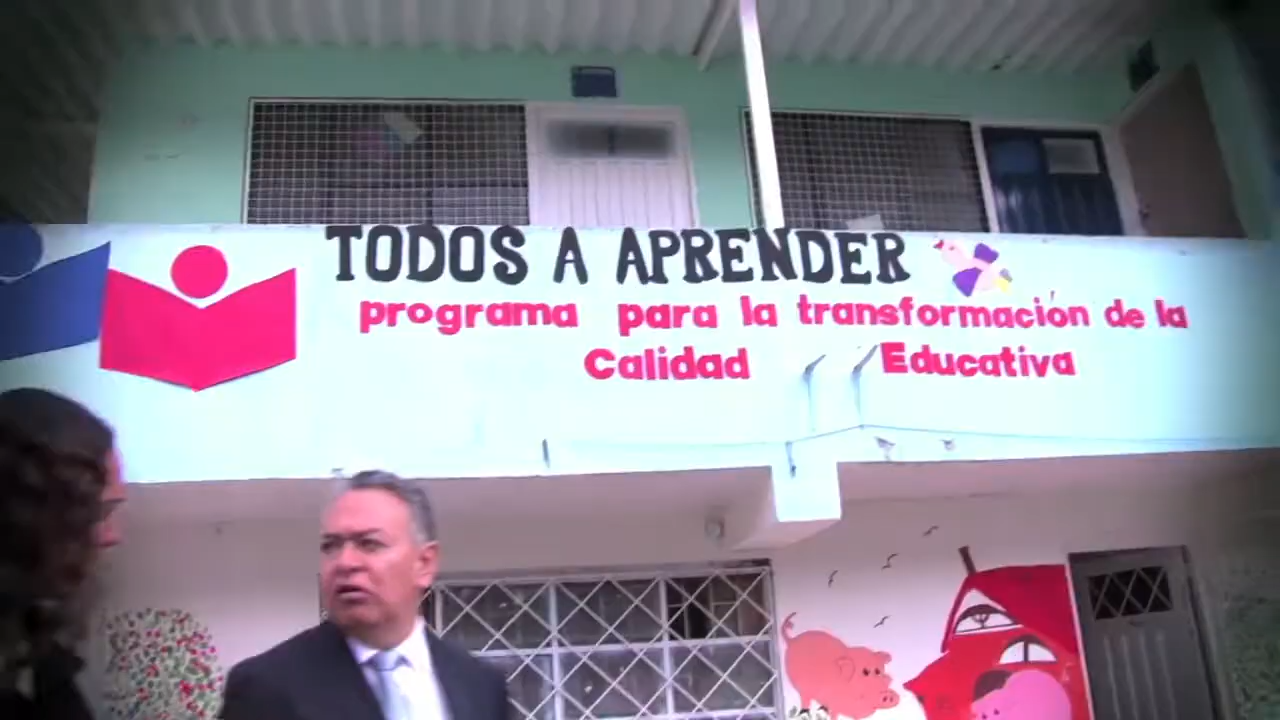 TODOS A APRENDER
programa para la transformación de la
Calidad Educativa